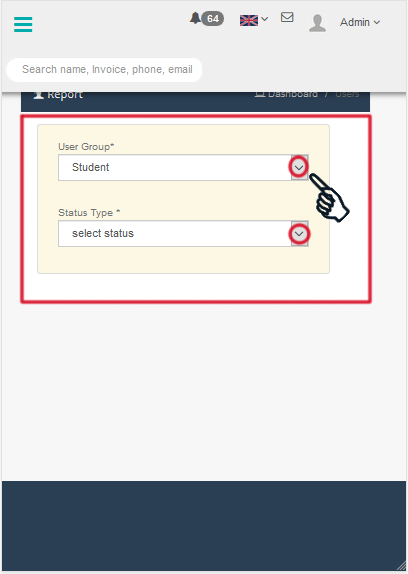 64
Admin
Search name, Invoice, phone, email
Report
Dashboard / Users
User Group*
Student
Status Type *
select status